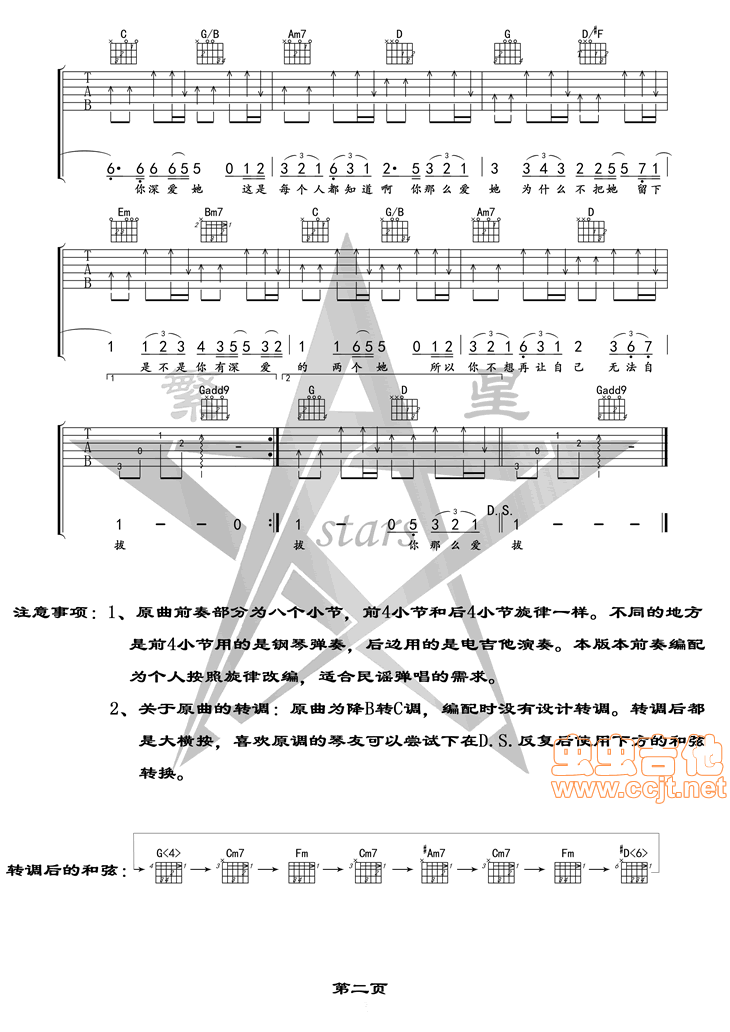 C G/B Am7 D G D/#F
T
A
B
6· 6 6 6 5 5 0 1 2 3 2 1 6 3 1 2· 5 3 2 1 3 3 4 3 2 2 5 5 7 1
你深爱她 这是 每个人都知道啊 你那么爱 她 为什么不把她 留下
Em Bm7 C G/B Am7 D
T
A
B
1 1 2 3 4 3 5 5 3 2 1 1 6 5 5 0 1 2 3 2 1 6 3 1 2 3 6 7
是不是你有深 爱 的 两个她 所以 你不想再让自己 无法自
1 2
繁 星
Gadd9 G D Gadd9
T
A
B
3 0 1 2 3 0 1 2
D.S.
1 - - 0 1 - 0 5 3 2 1 1 - -
拔 拔 你那么爱 拔
stars
注意事项：1、原曲前奏部分为八个小节，前4小节和后4小节旋律一样。不同的地方
是前4小节用的是钢琴弹奏，后边用的是电吉他演奏。本版本前奏编配
为个人按照旋律改编，适合民谣弹唱的需求。
2、关于原曲的转调：原曲为降B转C调，编配时没有设计转调。转调后都
是大横按，喜欢原调的琴友可以尝试下在D.S.反复后使用下方的和弦
转换。
虫虫吉他
www.ccjt.net
G<4> Cm7 Fm Cm7 #Am7 Cm7 Fm #D<6>
转调后的和弦：
第二页